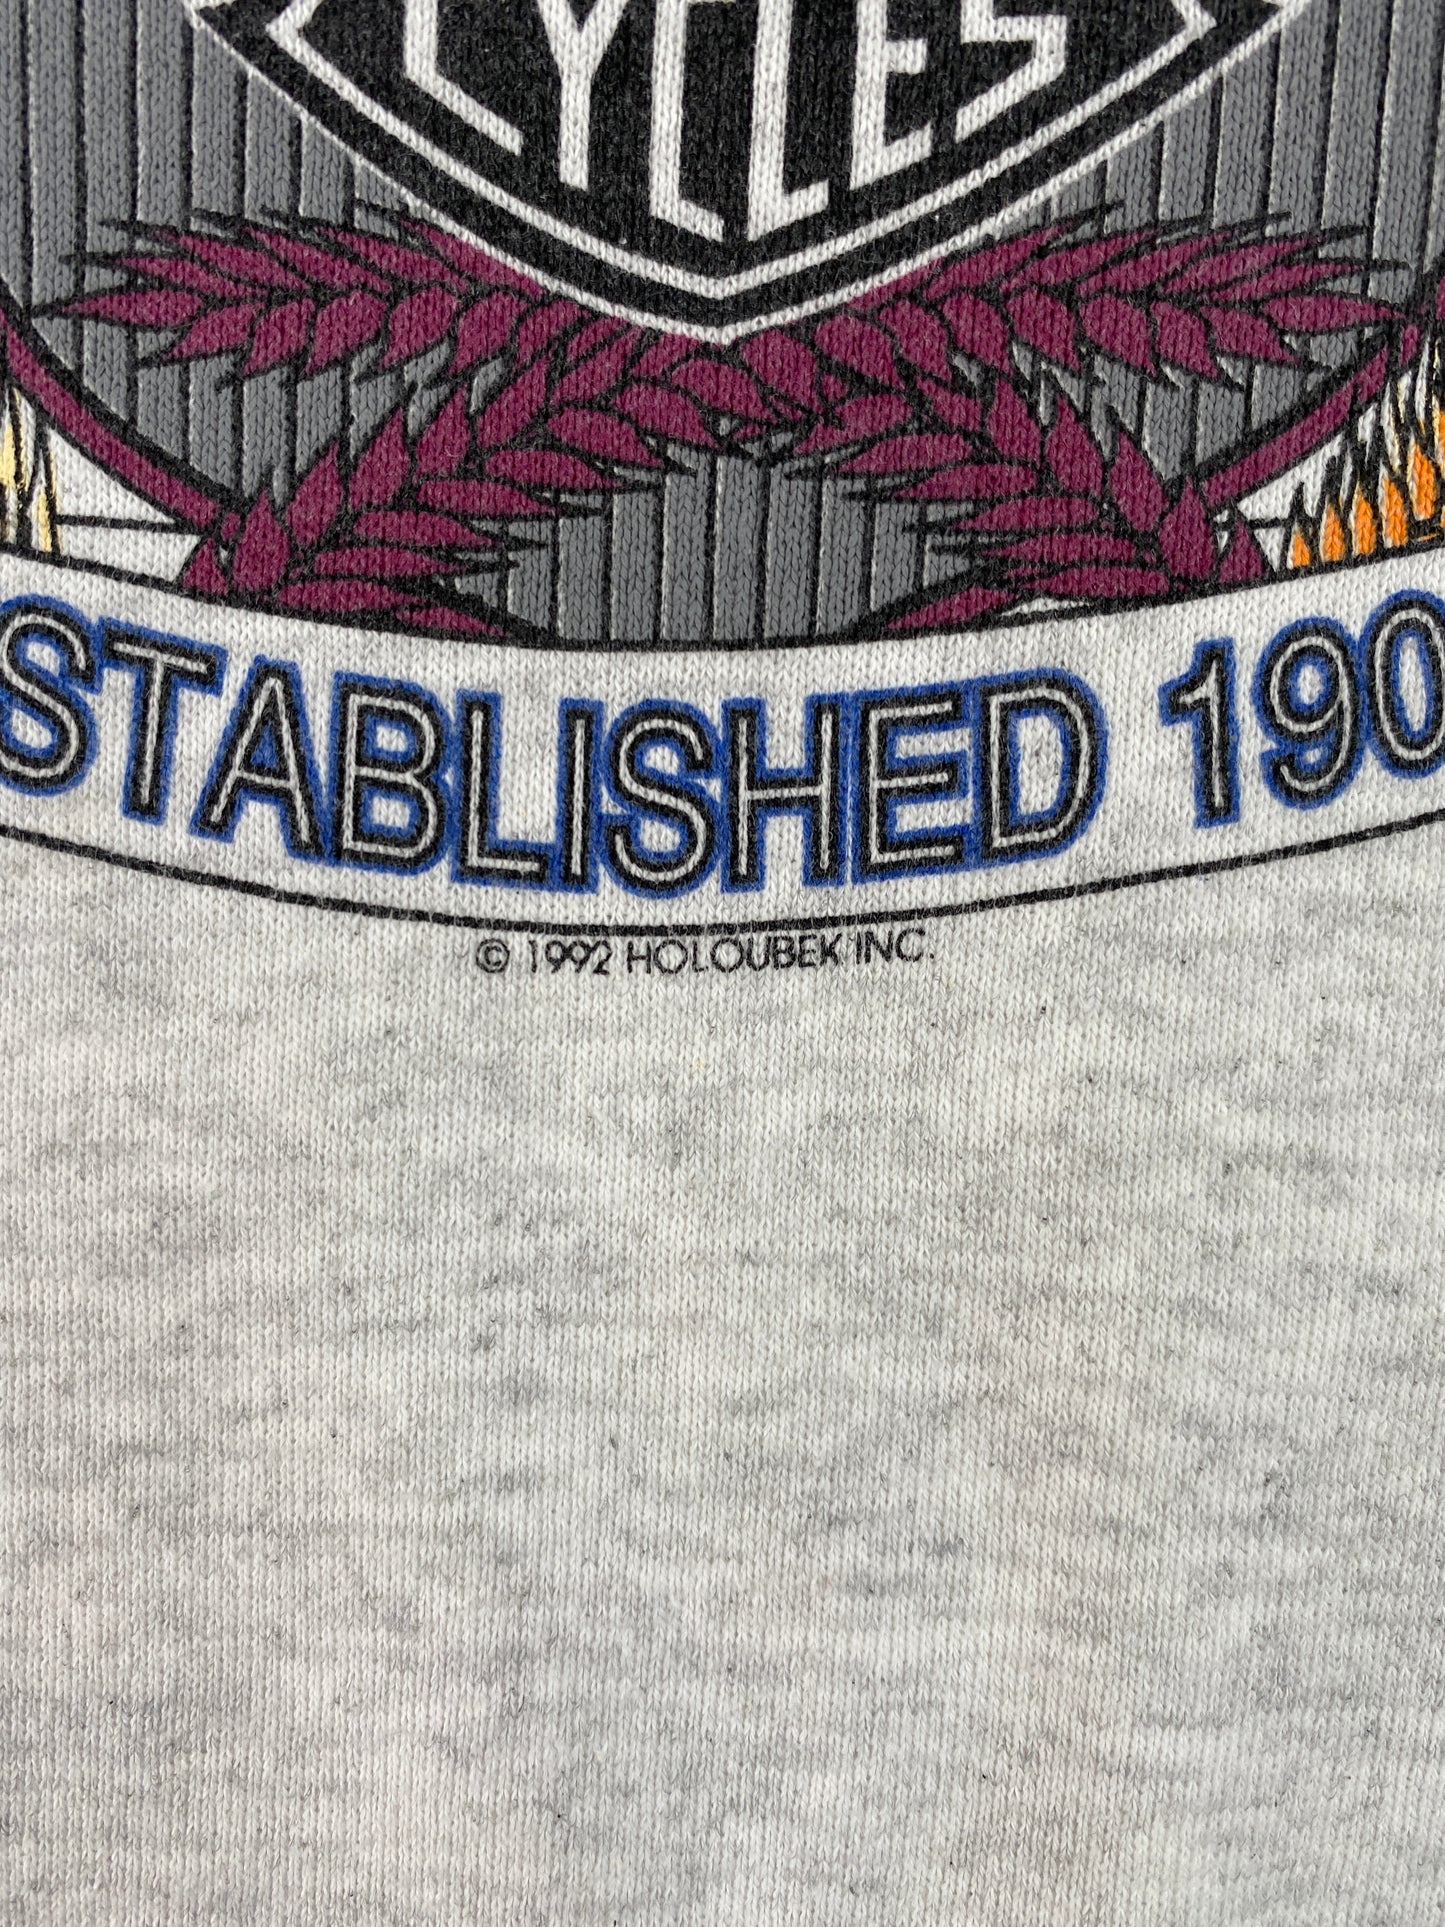 CYCLES
STABLISHED 190
© 1992 HOLOUBEK INC.